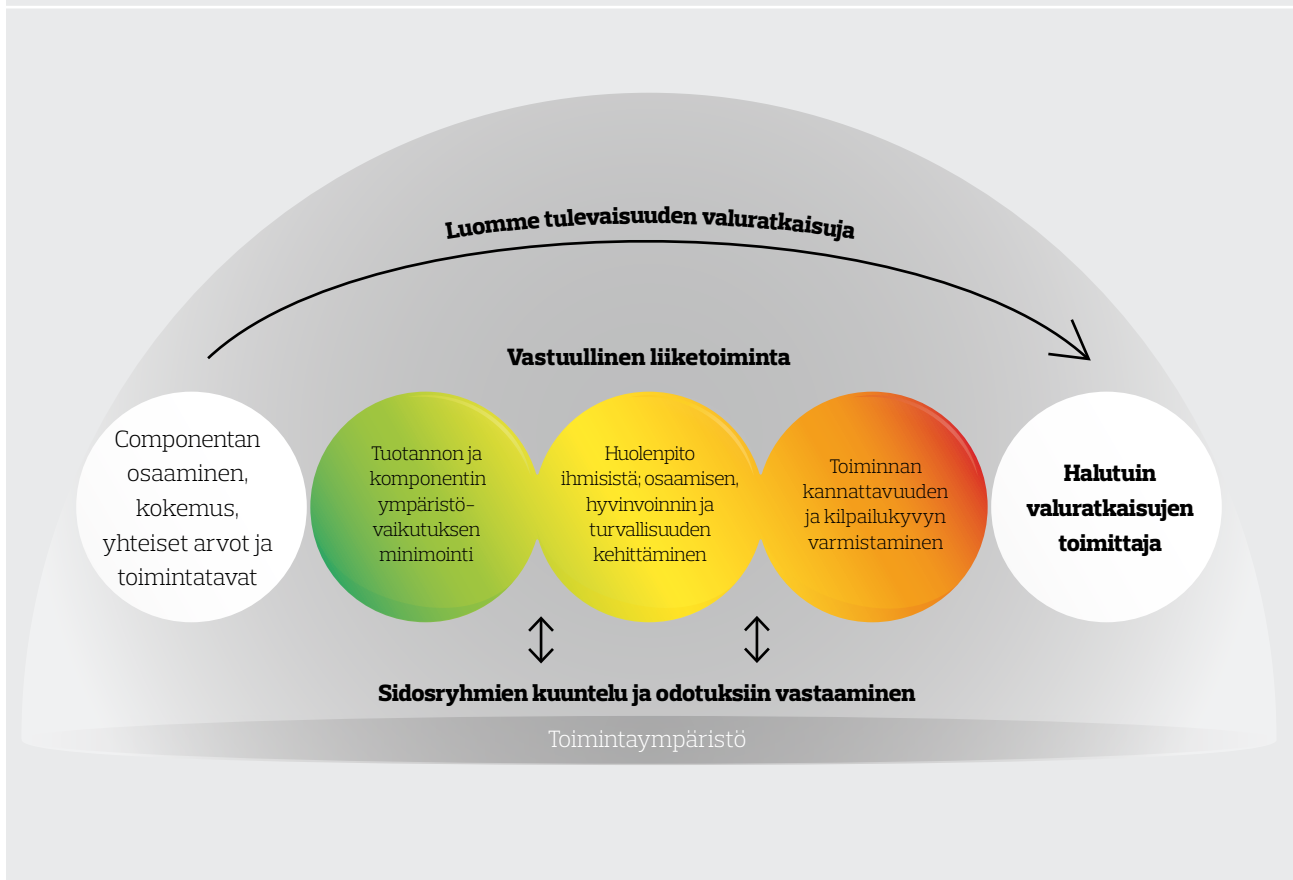 Luomme tulevaisuuden valuratkaisuja
Vastuullinen liiketoiminta
Componentan
osaaminen,
kokemus,
yhteiset arvot ja
toimintatavat
Tuotannon ja
komponentin
ympäristö-
vaikutuksen
minimointi
Huolenpito
ihmisistä; osaamisen,
hyvinvoinnin ja
turvallisuuden
kehittäminen
Toiminnan
kannattavuuden
ja kilpailukyvyn
varmistaminen
Halutuin
valuratkaisujen
toimittaja
Sidosryhmien kuuntelu ja odotuksiin vastaaminen
Toimintaympäristö